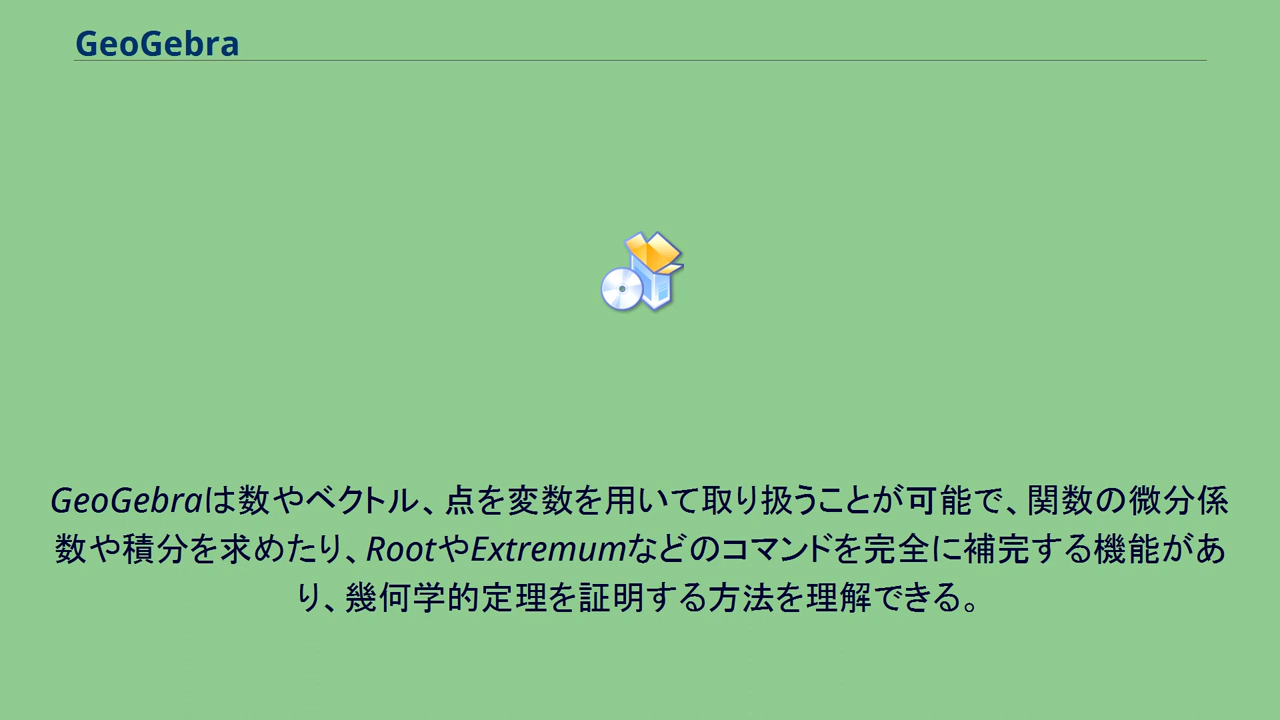 GeoGebra
GeoGebraは数やベクトル、点を変数を用いて取り扱うことが可能で、関数の微分係
数や積分を求めたり、RootやExtremumなどのコマンドを完全に補完する機能があ
り、幾何学的定理を証明する方法を理解できる。